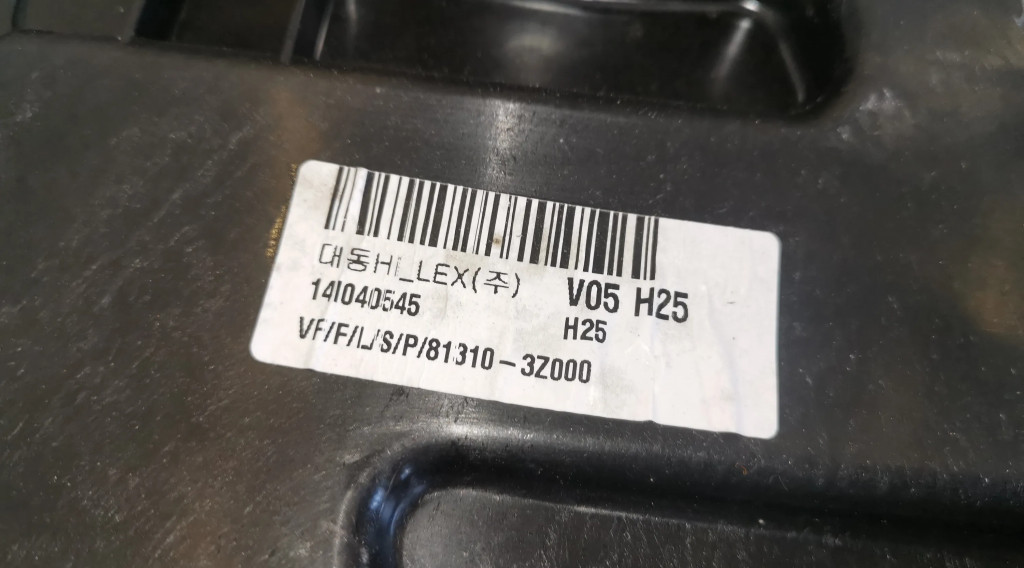 대동Hi_LEX(주) V05 H25
14I040545 H25
VF/F/L/S/P/81310-3Z000